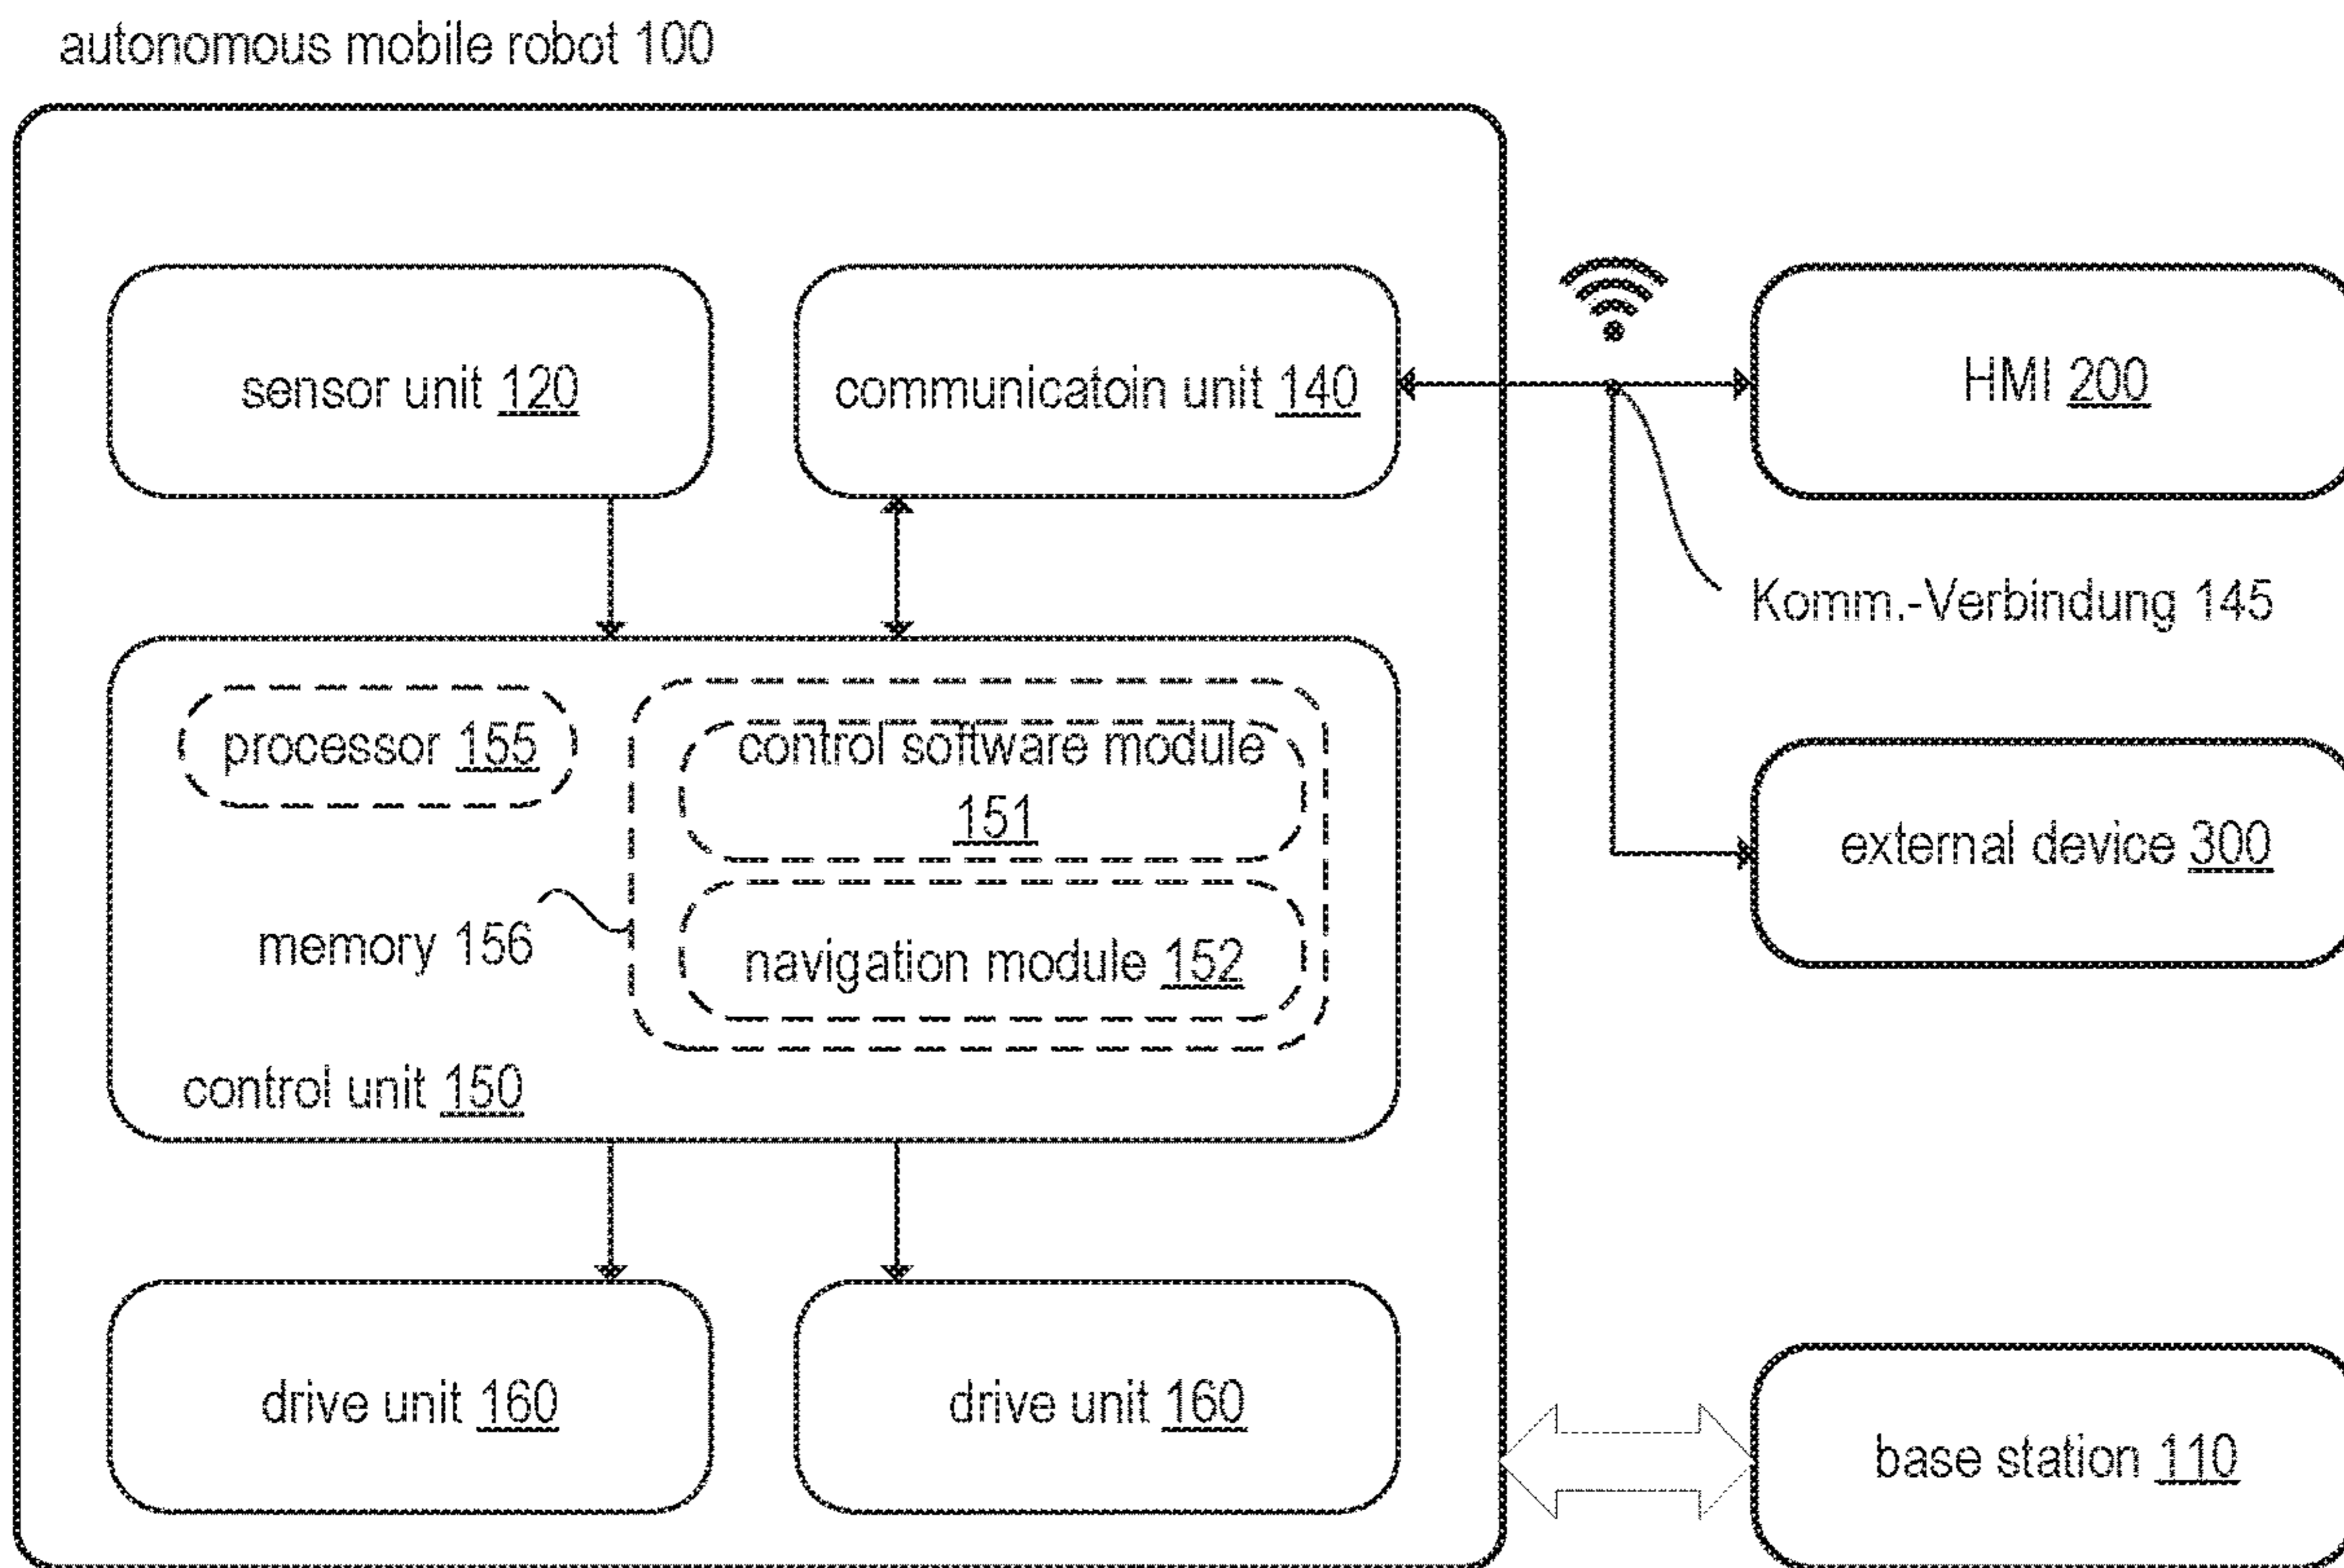 autonomous mobile robot 100
sensor unit 120
communicatoin unit 140
HMI 200
Komm.-Verbindung 145
processor 155
control software module
151
external device 300
memory 156
navigation module 152
control unit 150
drive unit 160
drive unit 160
base station 110